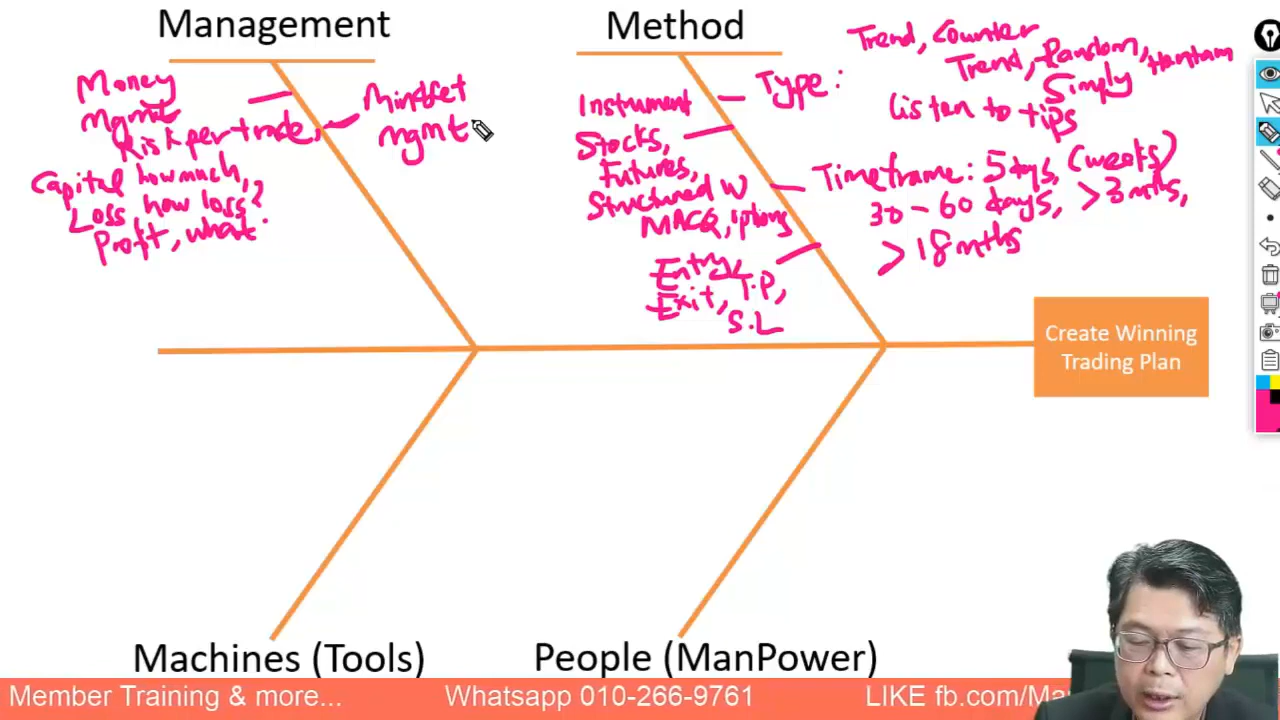 Management
Money
Mgmt
Risk per trade,
Capital how much,
Loss how loss?
Profit, what
Mindset
mgmt
Method
Type:
Trend, Counter
Trend, Random, Hantam
Simply
Listen to tips
Instrument
Stocks,
Futures,
Structured W
MACQ, options
Timeframe: 5 days, (weeks)
30-60 days, >3 mths,
>18 mths
Entry,
Exit, T.P,
S.L
Create Winning
Trading Plan
Machines (Tools)
People (ManPower)
Member Training & more...
Whatsapp 010-266-9761
LIKE fb.com/Ma